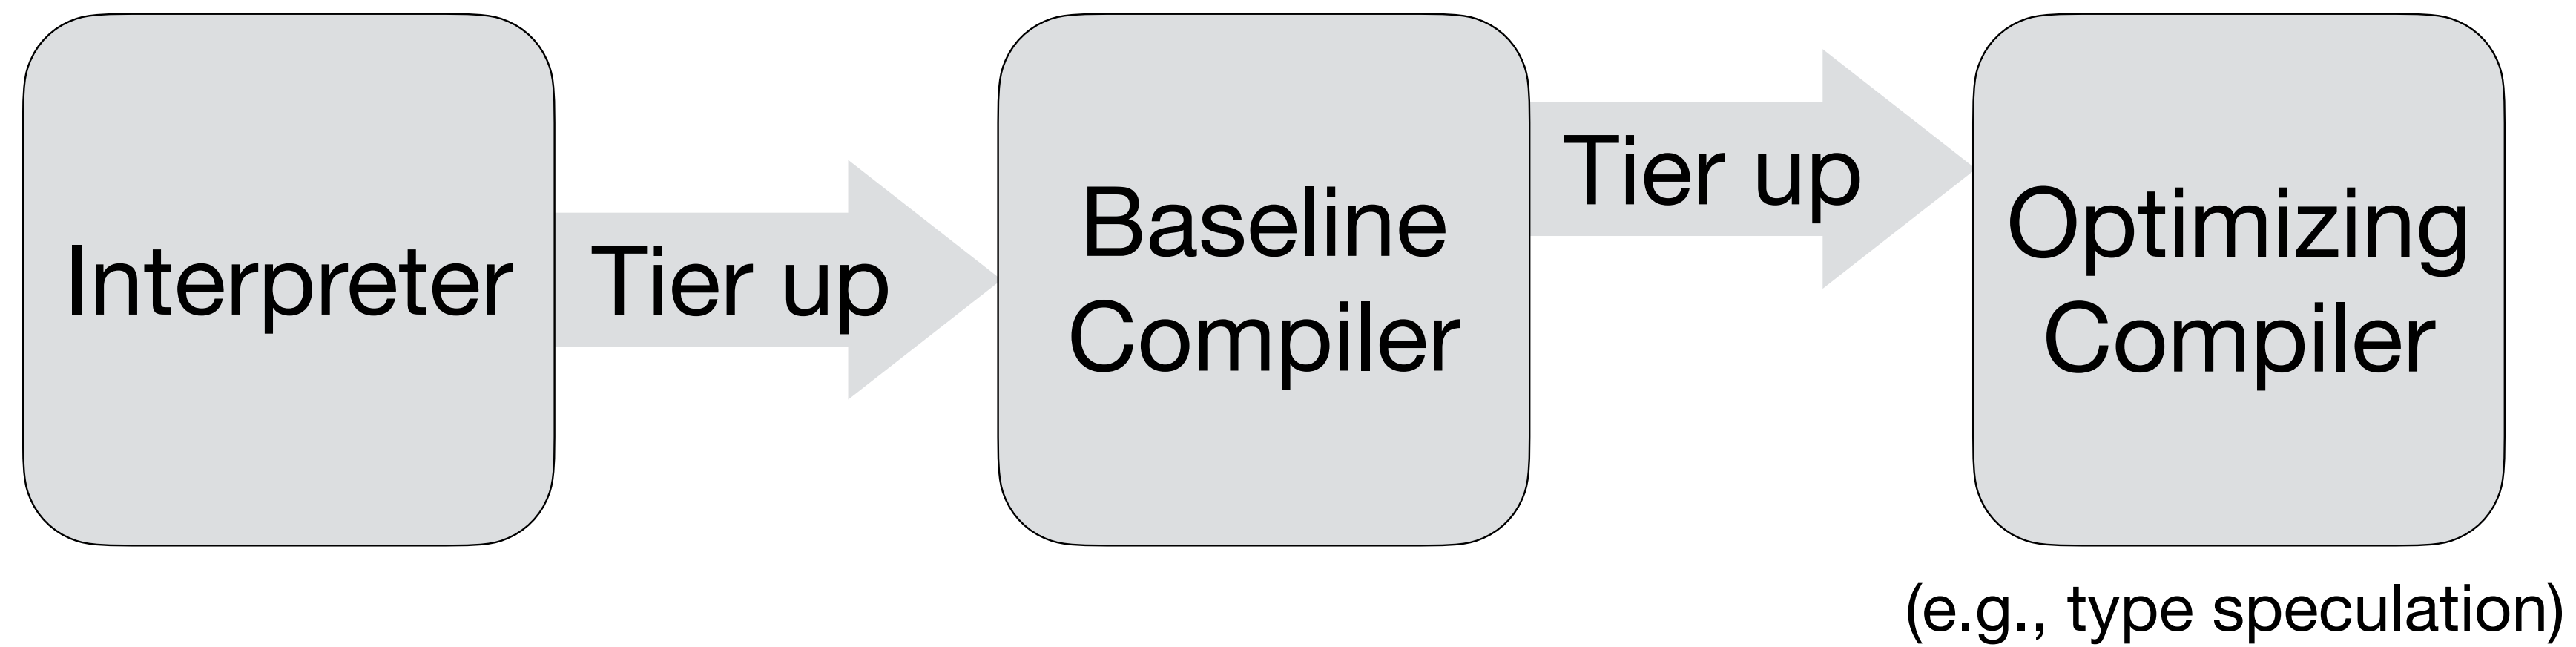 Interpreter
Tier up
Baseline
Compiler
Tier up
Optimizing
Compiler
(e.g., type speculation)